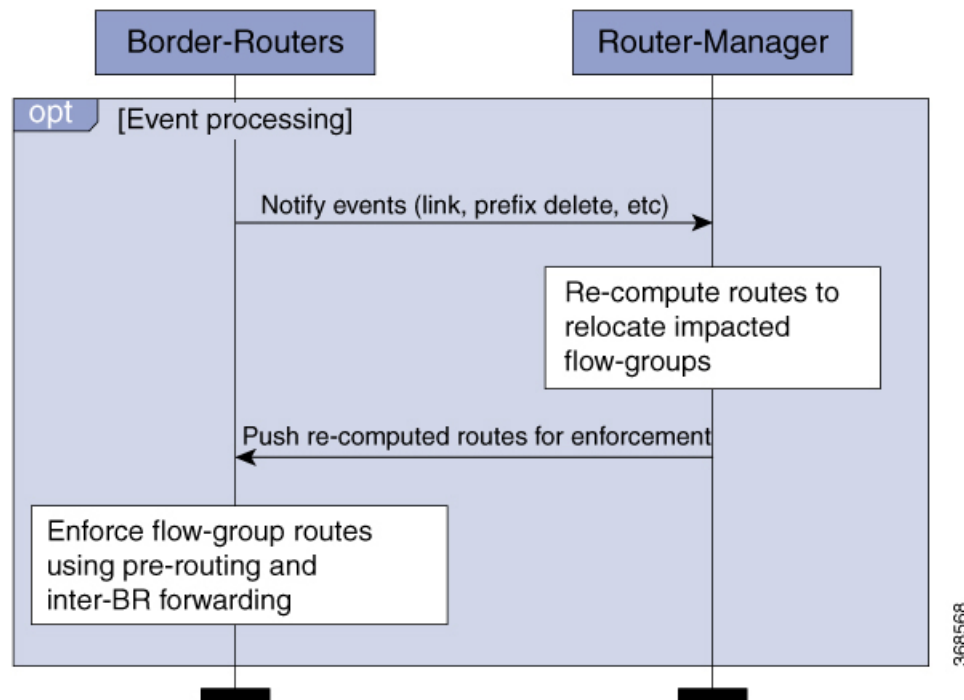 Border-Routers
Router-Manager
opt
[Event processing]
Notify events (link, prefix delete, etc)
Re-compute routes to
relocate impacted
flow-groups
Push re-computed routes for enforcement
Enforce flow-group routes
using pre-routing and
inter-BR forwarding
368568